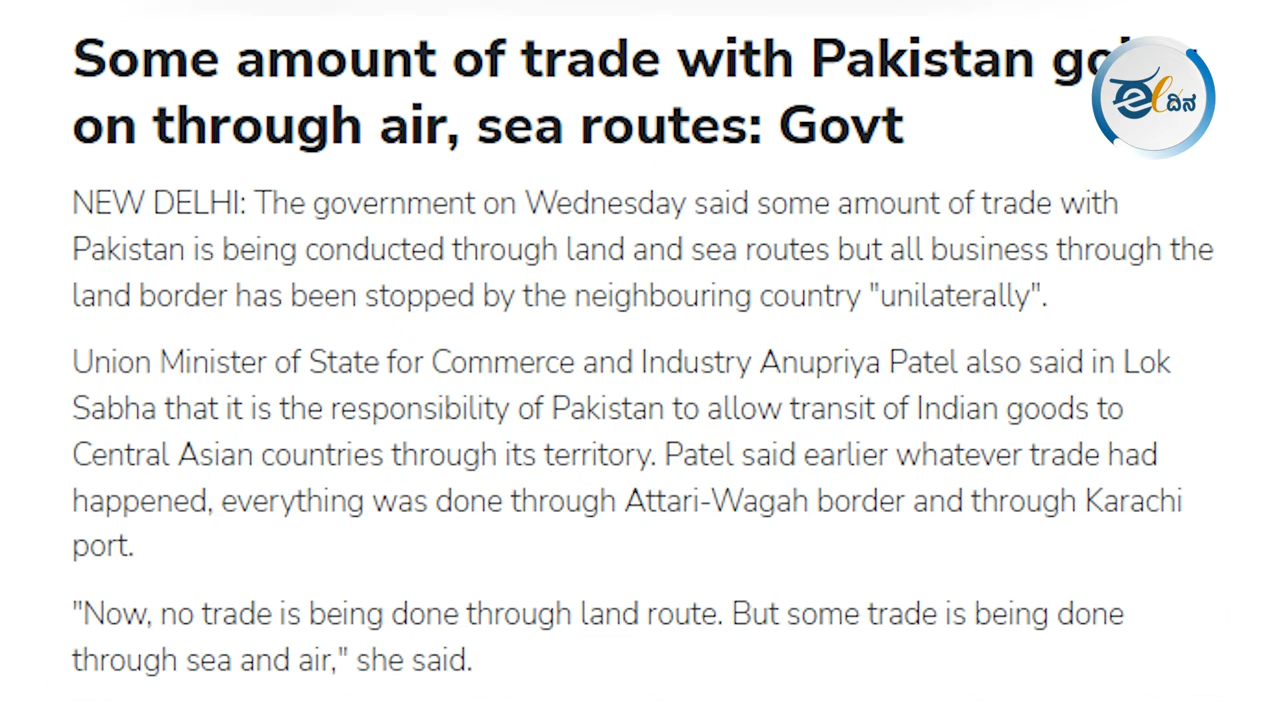 Some amount of trade with Pakistan
on through air, sea routes: Govt
ದಿನ
NEW DELHI: The government on Wednesday said some amount of trade with
Pakistan is being conducted through land and sea routes but all business through the
land border has been stopped by the neighbouring country "unilaterally".
Union Minister of State for Commerce and Industry Anupriya Patel also said in Lok
Sabha that it is the responsibility of Pakistan to allow transit of Indian goods to
Central Asian countries through its territory. Patel said earlier whatever trade had
happened, everything was done through Attari-Wagah border and through Karachi
port.
"Now, no trade is being done through land route. But some trade is being done
through sea and air," she said.